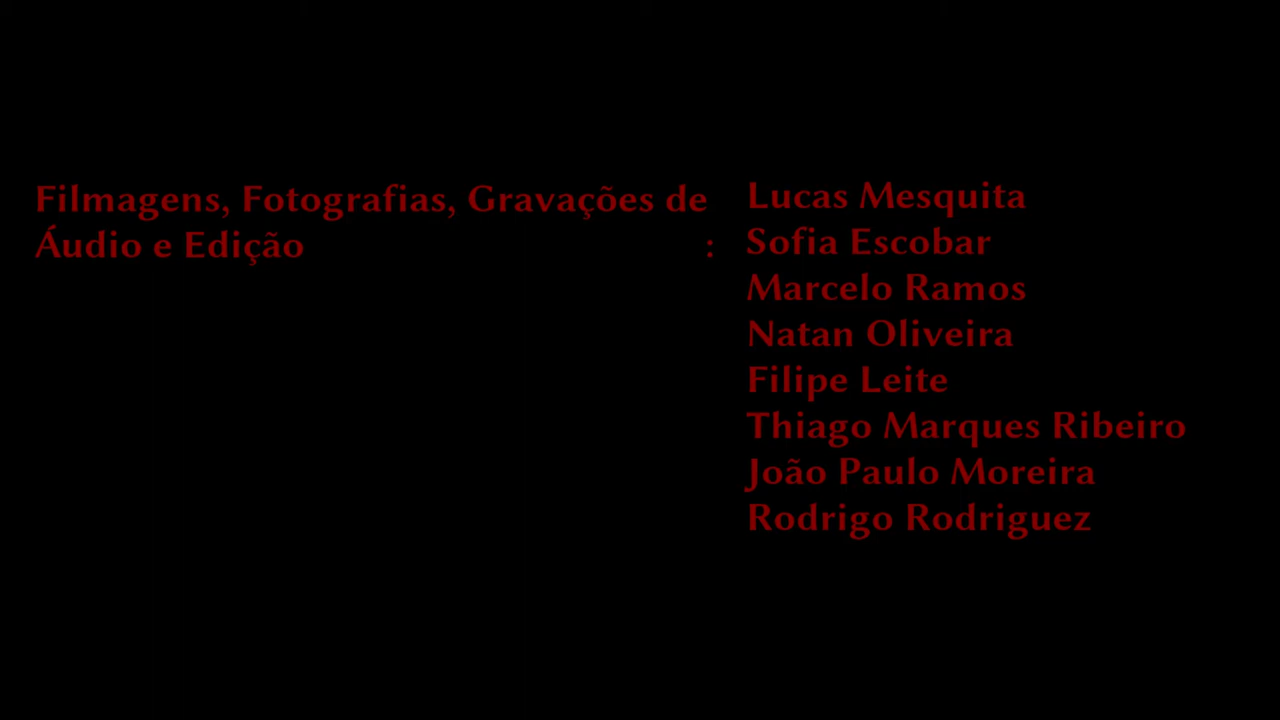 Filmagens, Fotografias, Gravações de
Áudio e Edição :
Lucas Mesquita
Sofia Escobar
Marcelo Ramos
Natan Oliveira
Filipe Leite
Thiago Marques Ribeiro
João Paulo Moreira
Rodrigo Rodriguez